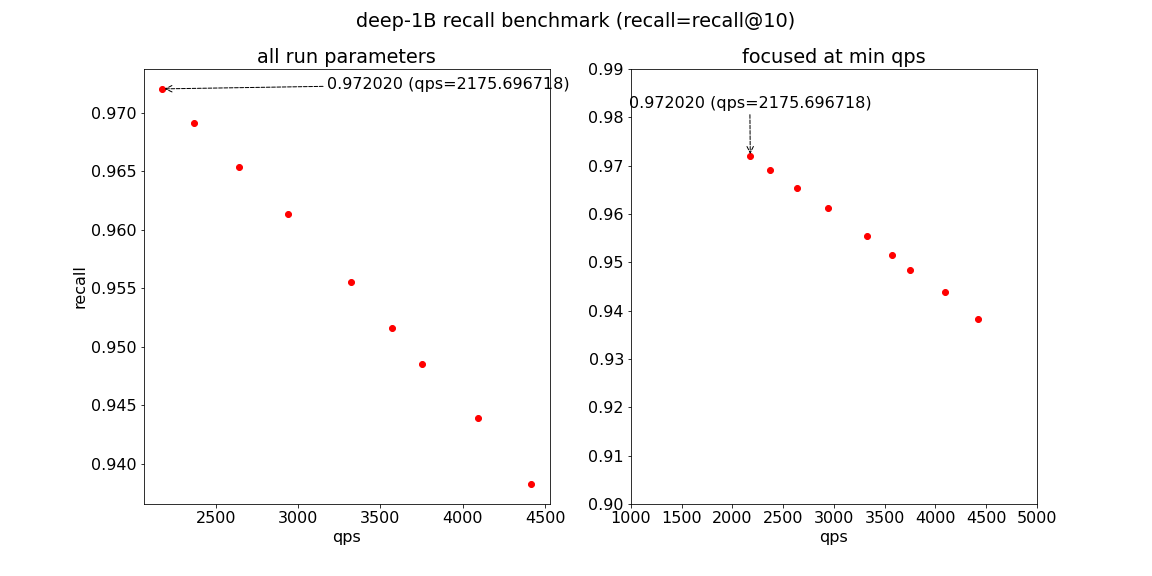 deep-1B recall benchmark (recall=recall@10)
all run parameters
0.972020 (qps=2175.696718)
recall
0.970
0.965
0.960
0.955
0.950
0.945
0.940
2500 3000 3500 4000 4500
qps
focused at min qps
0.972020 (qps=2175.696718)
0.99
0.98
0.97
0.96
0.95
0.94
0.93
0.92
0.91
0.90
1000 1500 2000 2500 3000 3500 4000 4500 5000
qps